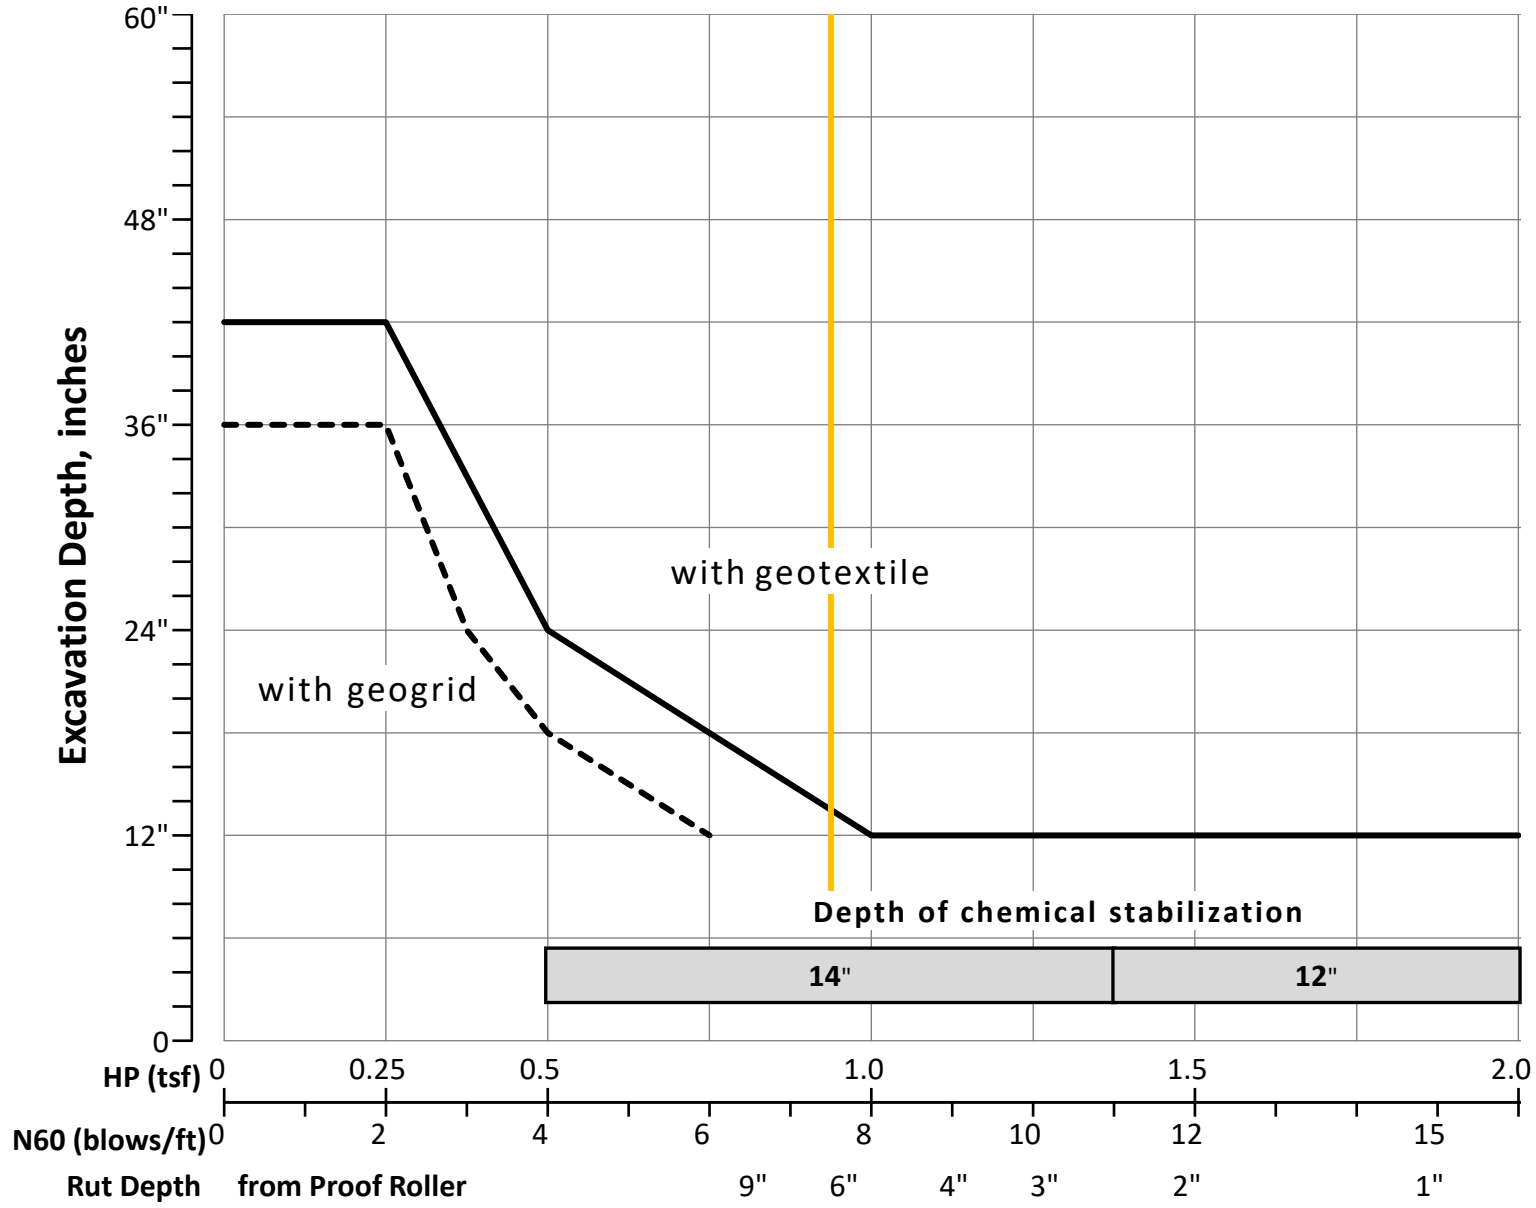 60"
48"
36"
24"
12"
0
Excavation Depth, inches
with geotextile
with geogrid
Depth of chemical stabilization
14" 12"
HP (tsf) 0 0.25 0.5 1.0 1.5 2.0
N60 (blows/ft) 0 2 4 6 8 10 12 15
Rut Depth from Proof Roller 9" 6" 4" 3" 2" 1"